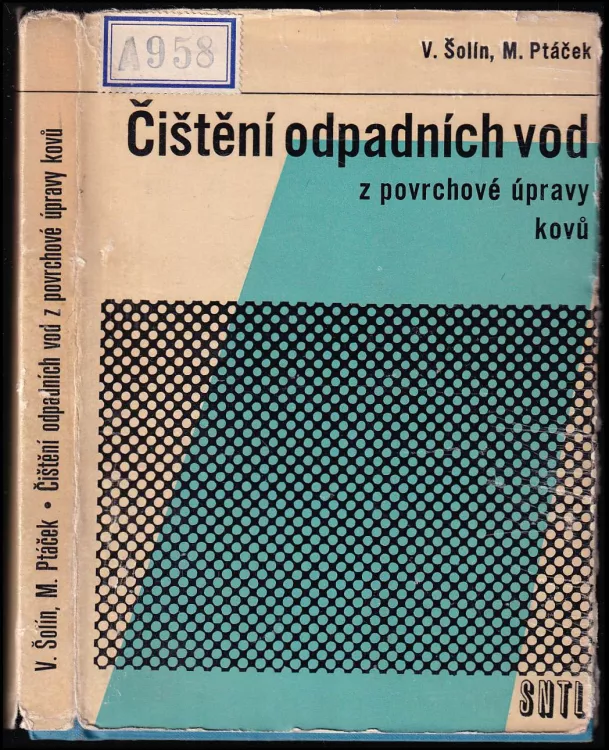 A958
V. Šolín, M. Ptáček
Čištění odpadních vod
z povrchové úpravy
kovů
SNTL
V. Šolín, M. Ptáček • Čištění odpadních vod z povrchové úpravy kovů